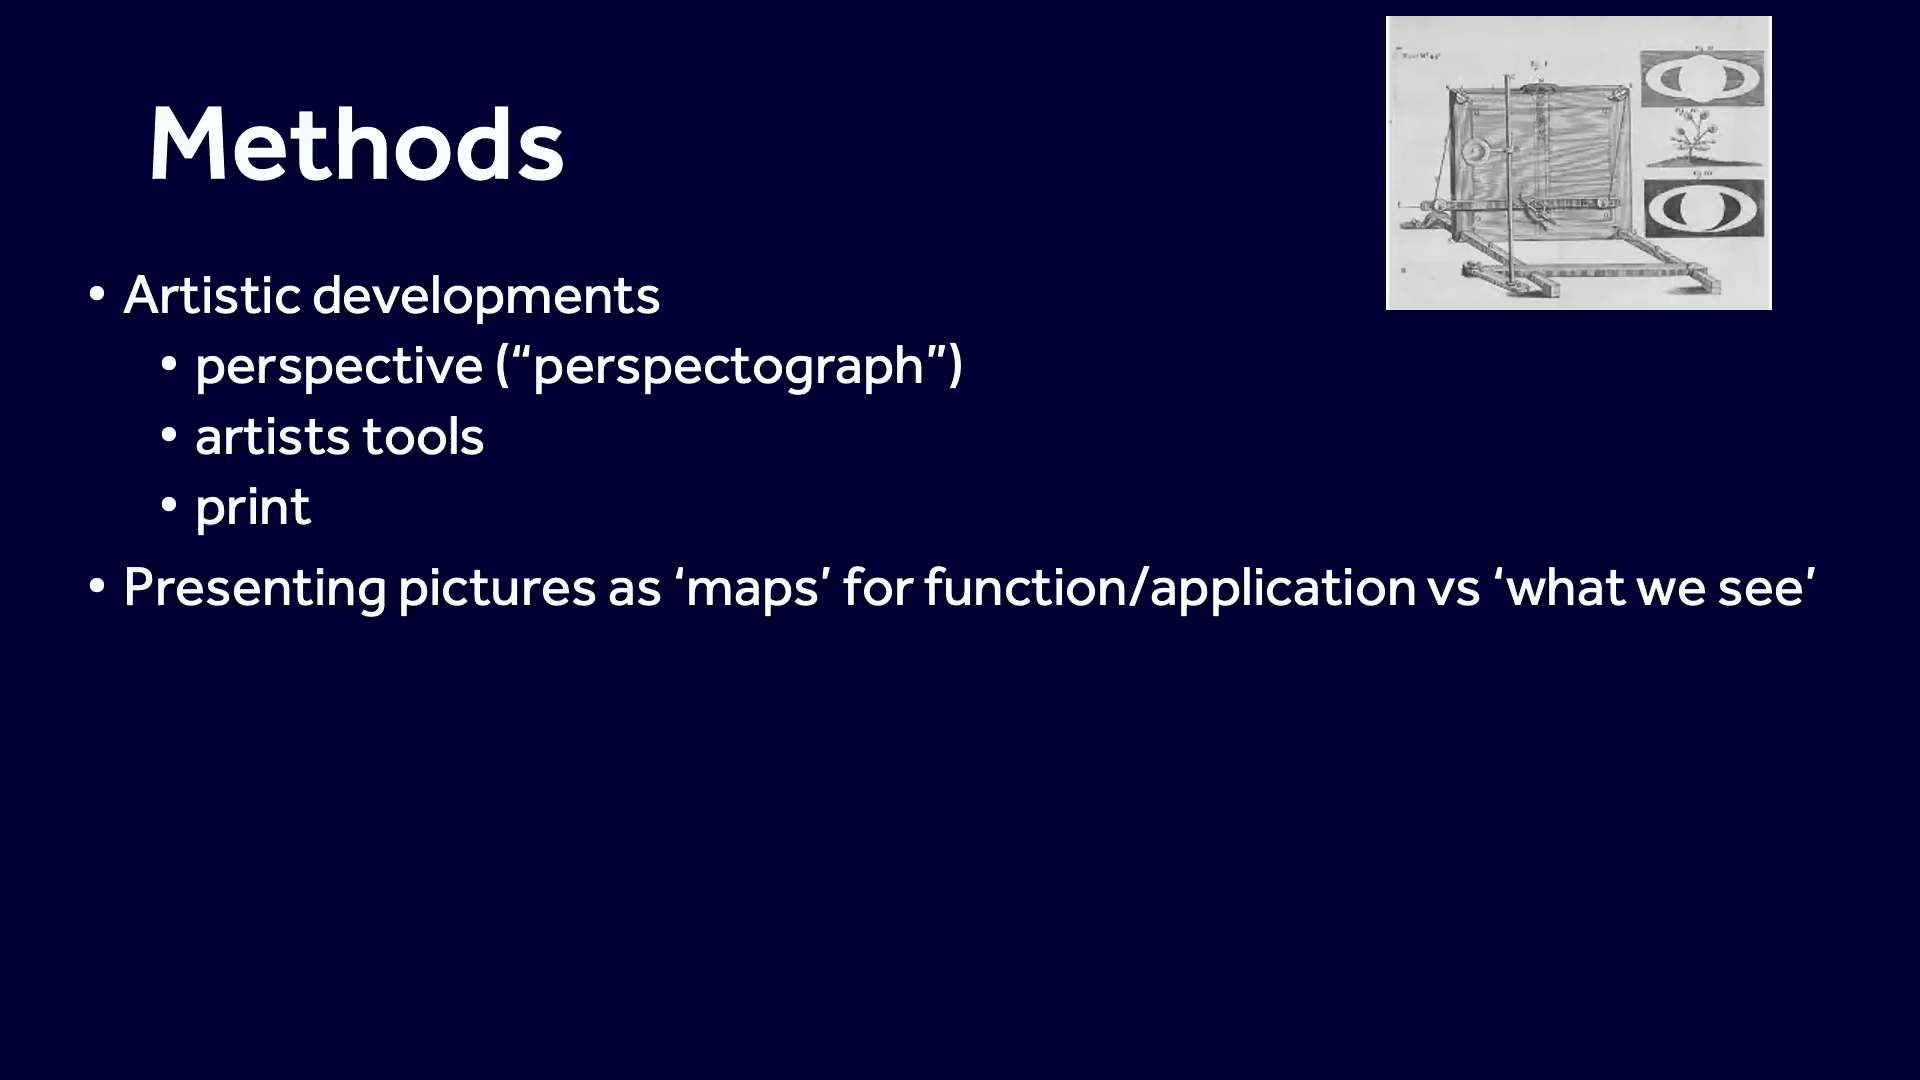 Methods
• Artistic developments
• perspective (“perspectograph”)
• artists tools
• print
• Presenting pictures as ‘maps’ for function/application vs ‘what we see’